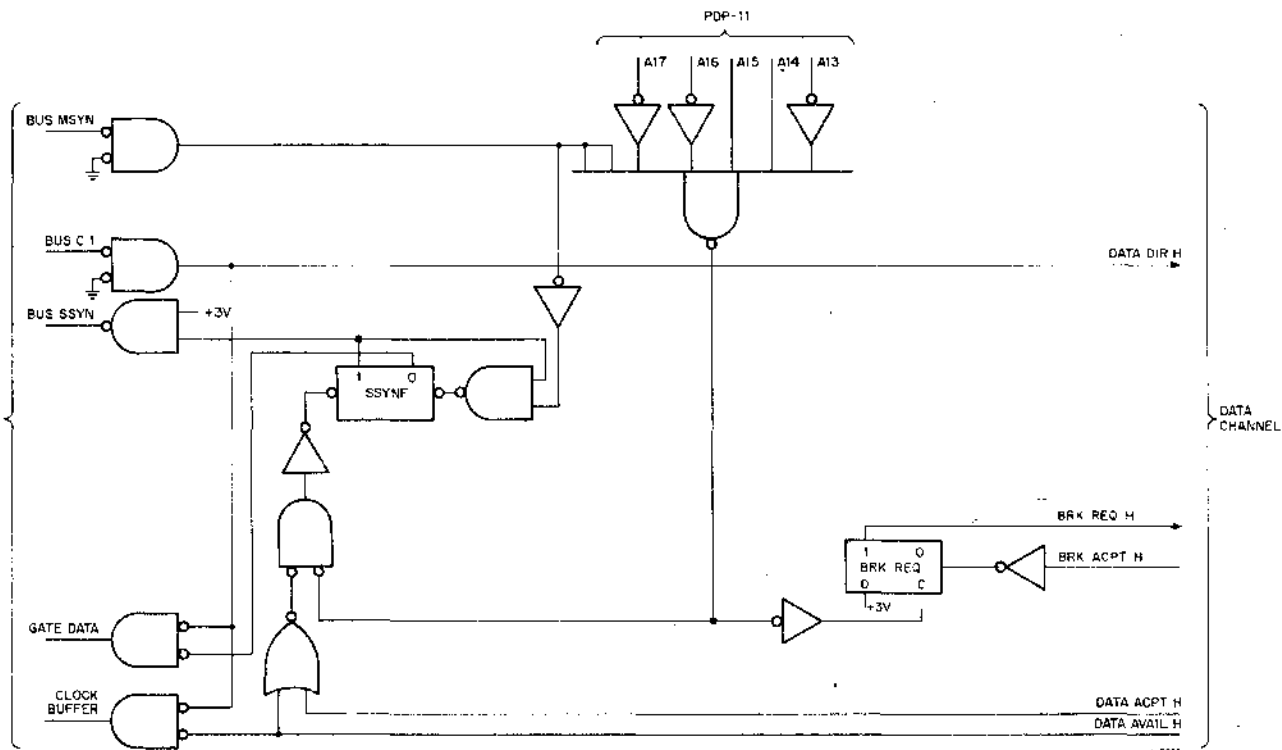 PDP-11
A17 A16 A15 A14 A13
BUS MSYN
BUS C 1
DATA DIR H
BUS SSYN
+3V
1 0
SSYNF
DATA
CHANNEL
BRK REQ H
1 0
BRK REQ
D C
+3V
BRK ACPT H
GATE DATA
CLOCK
BUFFER
DATA ACPT H
DATA AVAIL H